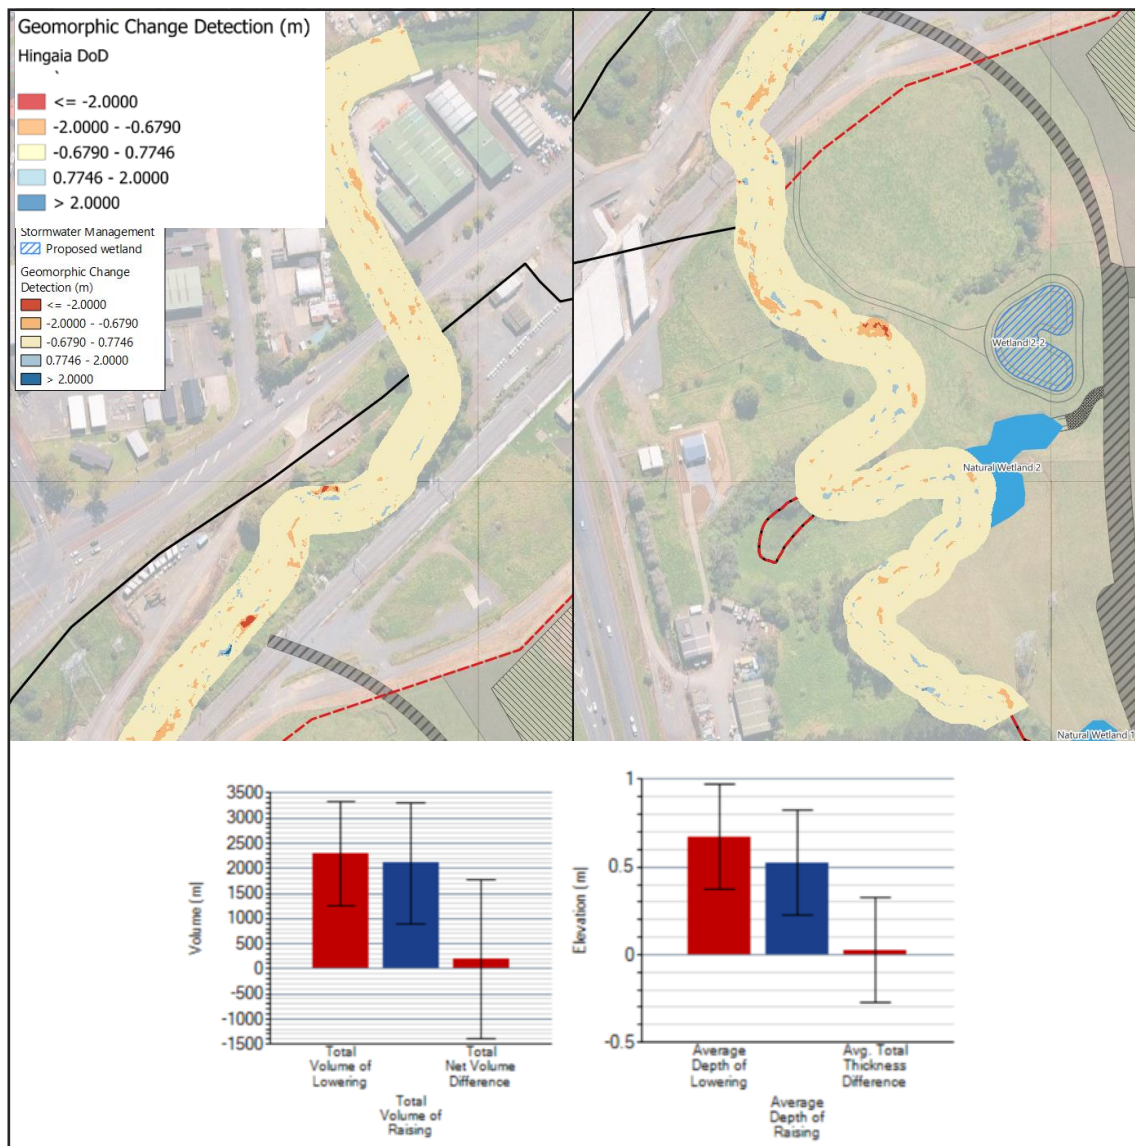 Geomorphic Change Detection (m)
Hingaia DoD
<= -2.0000
-2.0000 - -0.6790
-0.6790 - 0.7746
0.7746 - 2.0000
> 2.0000
Stormwater Management
Proposed wetland
Geomorphic Change
Detection (m)
<= -2.0000
-2.0000 - -0.6790
-0.6790 - 0.7746
0.7746 - 2.0000
> 2.0000
Wetland 2-2
Natural Wetland 2
Natural Wetland 1
Volume (m)
3500
3000
2500
2000
1500
1000
500
0
-500
-1000
-1500
Total
Volume of
Lowering
Total
Volume of
Raising
Total
Net Volume
Difference
Elevation (m)
1
0.5
0
-0.5
Average
Depth of
Lowering
Average
Depth of
Raising
Avg. Total
Thickness
Difference